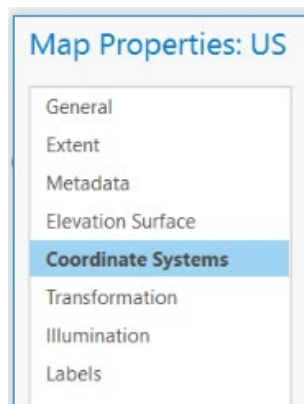 Map Properties: US
General
Extent
Metadata
Elevation Surface
Coordinate Systems
Transformation
Illumination
Labels